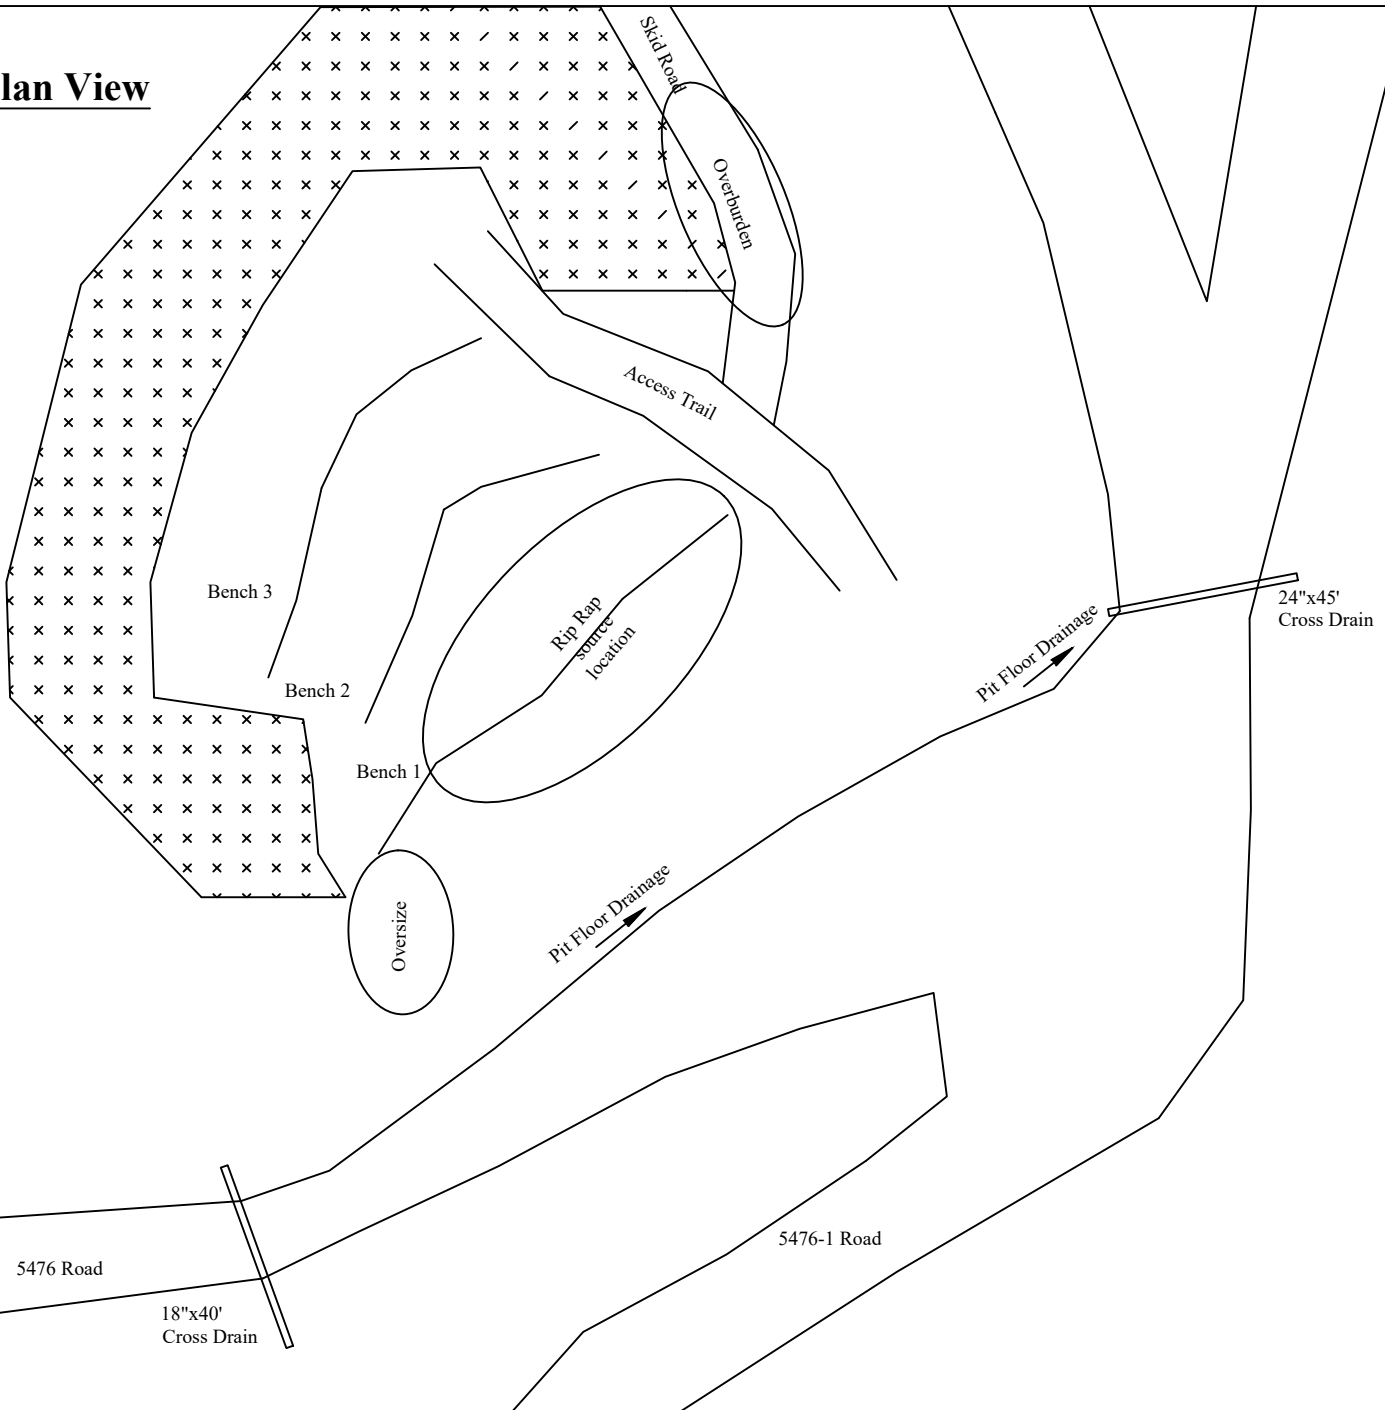 lan View
Skid Road
Overburden
Access Trail
Bench 3
Rip Rap
source
location
24"x45'
Cross Drain
Pit Floor Drainage
Bench 2
Bench 1
Pit Floor Drainage
Oversize
5476-1 Road
5476 Road
18"x40'
Cross Drain